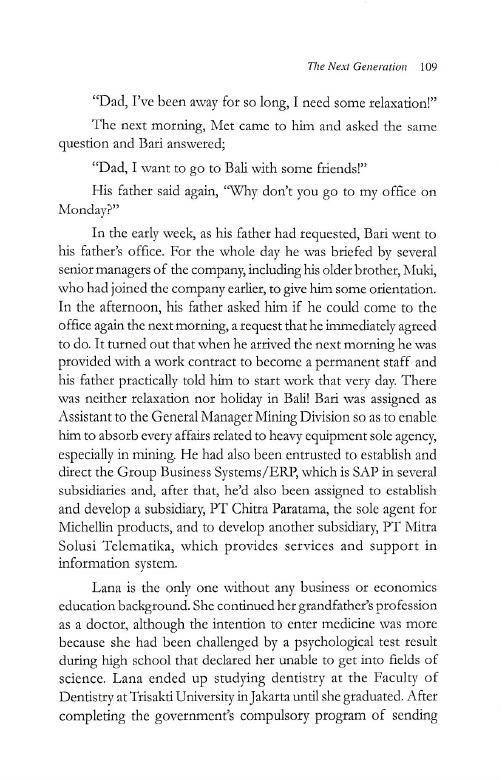 The Next Generation 109
“Dad, I’ve been away for so long, I need some relaxation!”
The next morning, Met came to him and asked the same
question and Bari answered;
“Dad, I want to go to Bali with some friends!”
His father said again, “Why don’t you go to my office on
Monday?”
In the early week, as his father had requested, Bari went to
his father’s office. For the whole day he was briefed by several
senior managers of the company, including his older brother, Muki,
who had joined the company earlier, to give him some orientation.
In the afternoon, his father asked him if he could come to the
office again the next morning, a request that he immediately agreed
to do. It turned out that when he arrived the next morning he was
provided with a work contract to become a permanent staff and
his father practically told him to start work that very day. There
was neither relaxation nor holiday in Bali! Bari was assigned as
Assistant to the General Manager Mining Division so as to enable
him to absorb every affairs related to heavy equipment sole agency,
especially in mining. He had also been entrusted to establish and
direct the Group Business Systems/ERP, which is SAP in several
subsidiaries and, after that, he’d also been assigned to establish
and develop a subsidiary, PT Chitra Paratama, the sole agent for
Michellin products, and to develop another subsidiary, PT Mitra
Solusi Telematika, which provides services and support in
information system.
Lana is the only one without any business or economics
education background. She continued her grandfather’s profession
as a doctor, although the intention to enter medicine was more
because she had been challenged by a psychological test result
during high school that declared her unable to get into fields of
science. Lana ended up studying dentistry at the Faculty of
Dentistry at Trisakti University in Jakarta until she graduated. After
completing the government’s compulsory program of sending